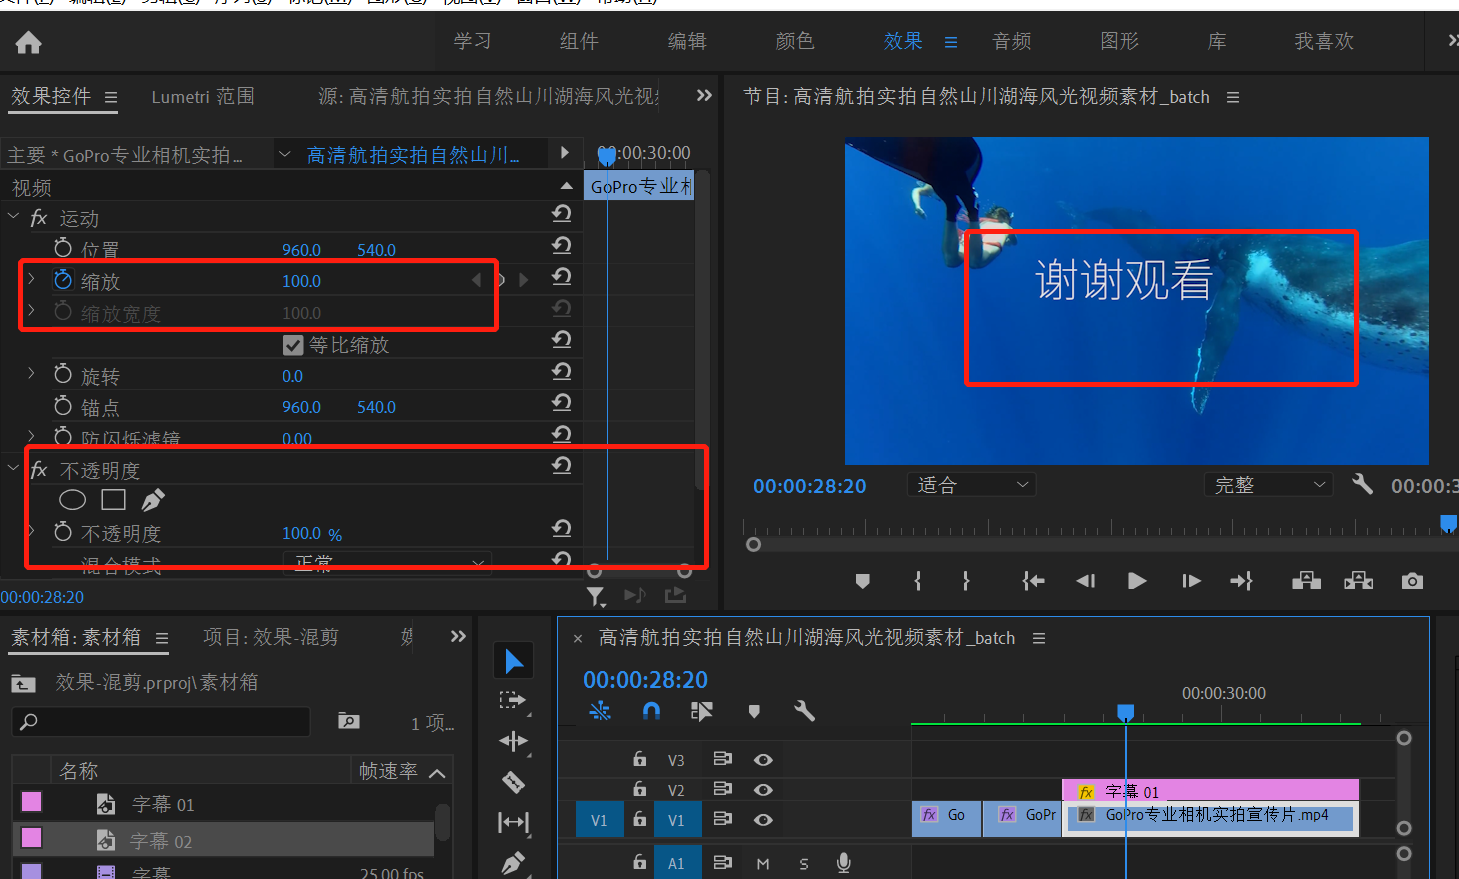 学习 组件 编辑 颜色 效果 音频 图形 库 我喜欢
效果控件 Lumetri 范围 源: 高清航拍实拍自然山川湖海风光视
主要 * GoPro专业相机实拍...
高清航拍实拍自然山川...
00:00:30:00
视频
GoPro专业相
fx 运动
位置 960.0 540.0
缩放 100.0
缩放宽度 100.0
等比缩放
旋转 0.0
锚点 960.0 540.0
防闪烁滤镜 0.00
fx 不透明度
不透明度 100.0 %
混合模式 正常
00:00:28:20
节目: 高清航拍实拍自然山川湖海风光视频素材_batch
谢谢观看
00:00:28:20 适合 完整 00:00:3
素材箱: 素材箱 项目: 效果-混剪
效果-混剪.prproj\素材箱
1 项...
名称 帧速率
字幕 01
字幕 02
字幕 25.00 fps
× 高清航拍实拍自然山川湖海风光视频素材_batch
00:00:28:20
00:00:30:00
V3
V2
fx 字幕 01
V1 V1
fx Go
fx GoPr
fx GoPro专业相机实拍宣传片.mp4
A1 M S